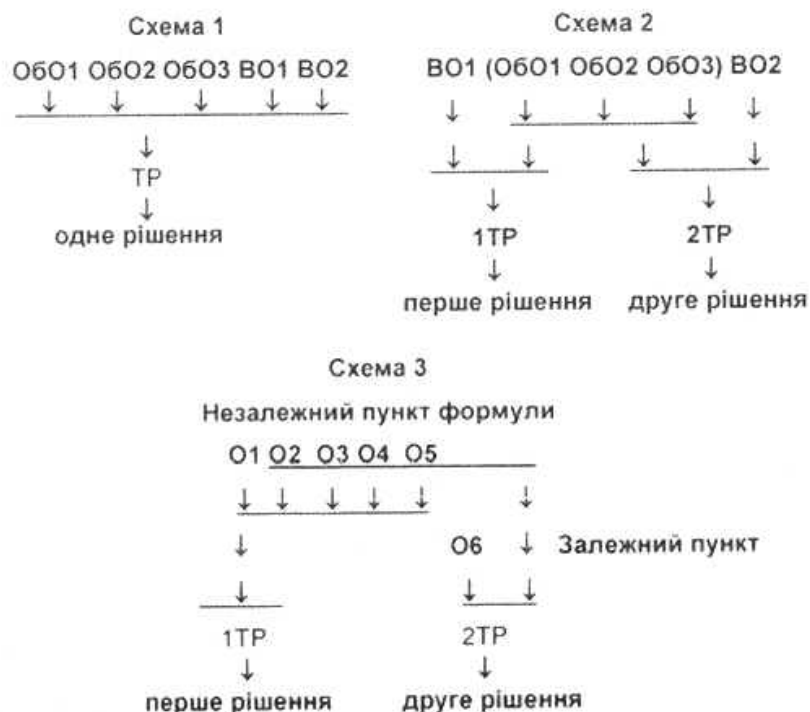 Схема 1
ОбО1 ОбО2 ОбО3 ВО1 ВО2
ТР
одне рішення
Схема 2
ВО1 (ОбО1 ОбО2 ОбО3) ВО2
1ТР 2ТР
перше рішення друге рішення
Схема 3
Незалежний пункт формули
О1 О2 О3 О4 О5
О6 Залежний пункт
1ТР 2ТР
перше рішення друге рішення